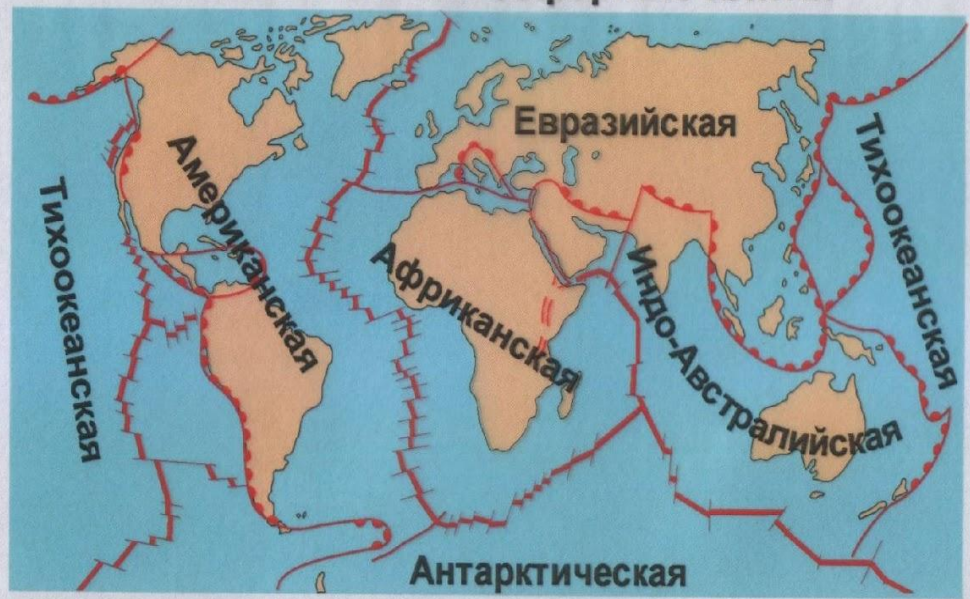 Евразийская
Американская
Тихоокеанская
Тихоокеанская
Африканская
Индо-Австралийская
Антарктическая